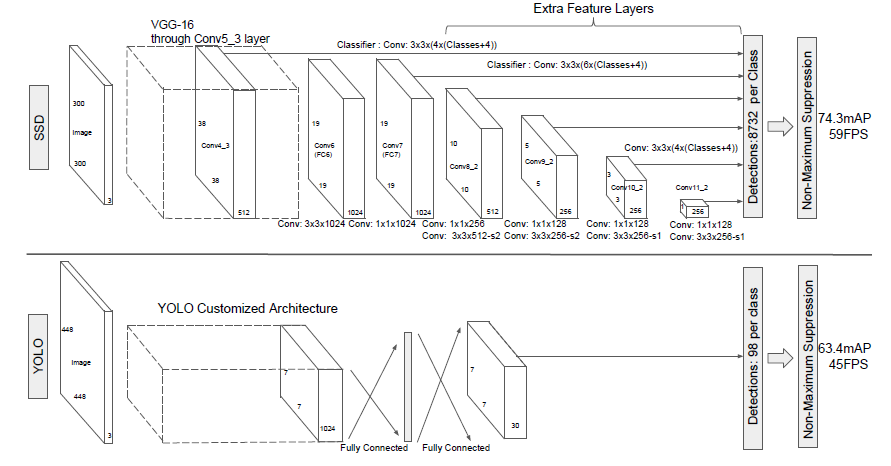 Extra Feature Layers
VGG-16
through Conv5_3 layer
Classifier : Conv: 3x3x(4x(Classes+4))
Classifier : Conv: 3x3x(6x(Classes+4))
Conv: 3x3x(4x(Classes+4))
SSD
300
Image
300
3
38
Conv4_3
38
512
19
Conv6
(FC6)
19
1024
19
Conv7
(FC7)
19
1024
10
Conv8_2
10
512
5
Conv9_2
5
256
3
Conv10_2
3
256
Conv11_2
1
256
Conv: 3x3x1024
Conv: 1x1x1024
Conv: 1x1x256
Conv: 3x3x512-s2
Conv: 1x1x128
Conv: 3x3x256-s2
Conv: 1x1x128
Conv: 3x3x256-s1
Conv: 1x1x128
Conv: 3x3x256-s1
Detections:8732 per Class
Non-Maximum Suppression
74.3mAP
59FPS
YOLO
448
Image
448
3
YOLO Customized Architecture
7
7
1024
Fully Connected
Fully Connected
7
7
30
Detections: 98 per class
Non-Maximum Suppression
63.4mAP
45FPS